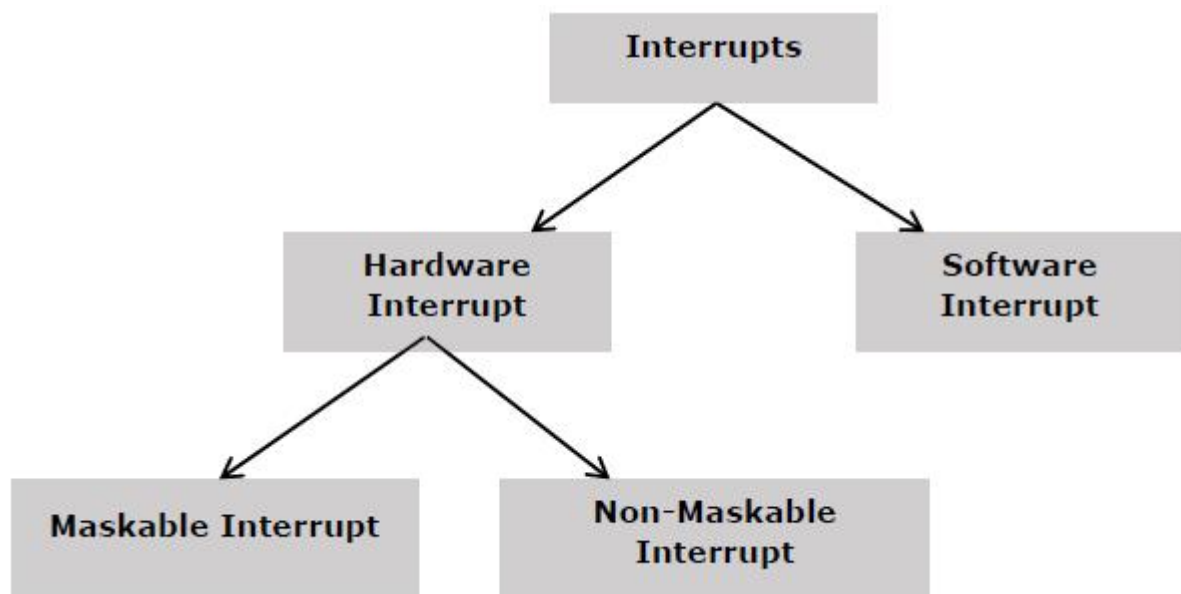 Interrupts
Hardware
Interrupt
Software
Interrupt
Maskable Interrupt
Non-Maskable
Interrupt